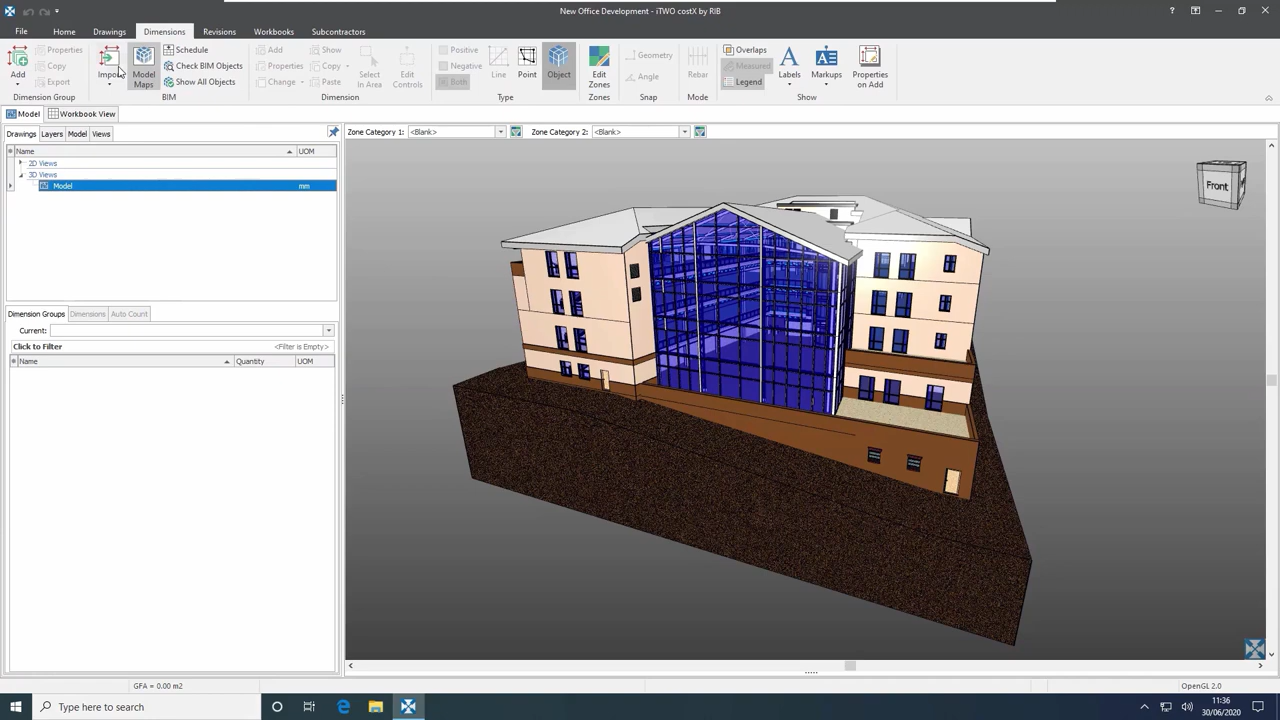 New Office Development - iTWO costX by RIB
File Home Drawings Dimensions Revisions Workbooks Subcontractors
Add
Properties
Copy
Export
Dimension Group
Import
Model Maps
Schedule
Check BIM Objects
Show All Objects
BIM
Add
Properties
Change
Show
Copy
Paste
Select In Area
Edit Controls
Dimension
Positive
Negative
Both
Line
Point
Object
Type
Edit Zones
Zones
Geometry
Angle
Snap
Rebar
Mode
Overlaps
Measured
Legend
Labels
Markups
Properties on Add
Show
Model Workbook View
Drawings Layers Model Views
Zone Category 1: <Blank> Zone Category 2: <Blank>
Name UOM
2D Views
3D Views
Model mm
Front
Dimension Groups Dimensions Auto Count
Current:
Click to Filter <Filter is Empty>
Name Quantity UOM
GFA = 0.00 m2 OpenGL 2.0
Type here to search
11:36
30/06/2020